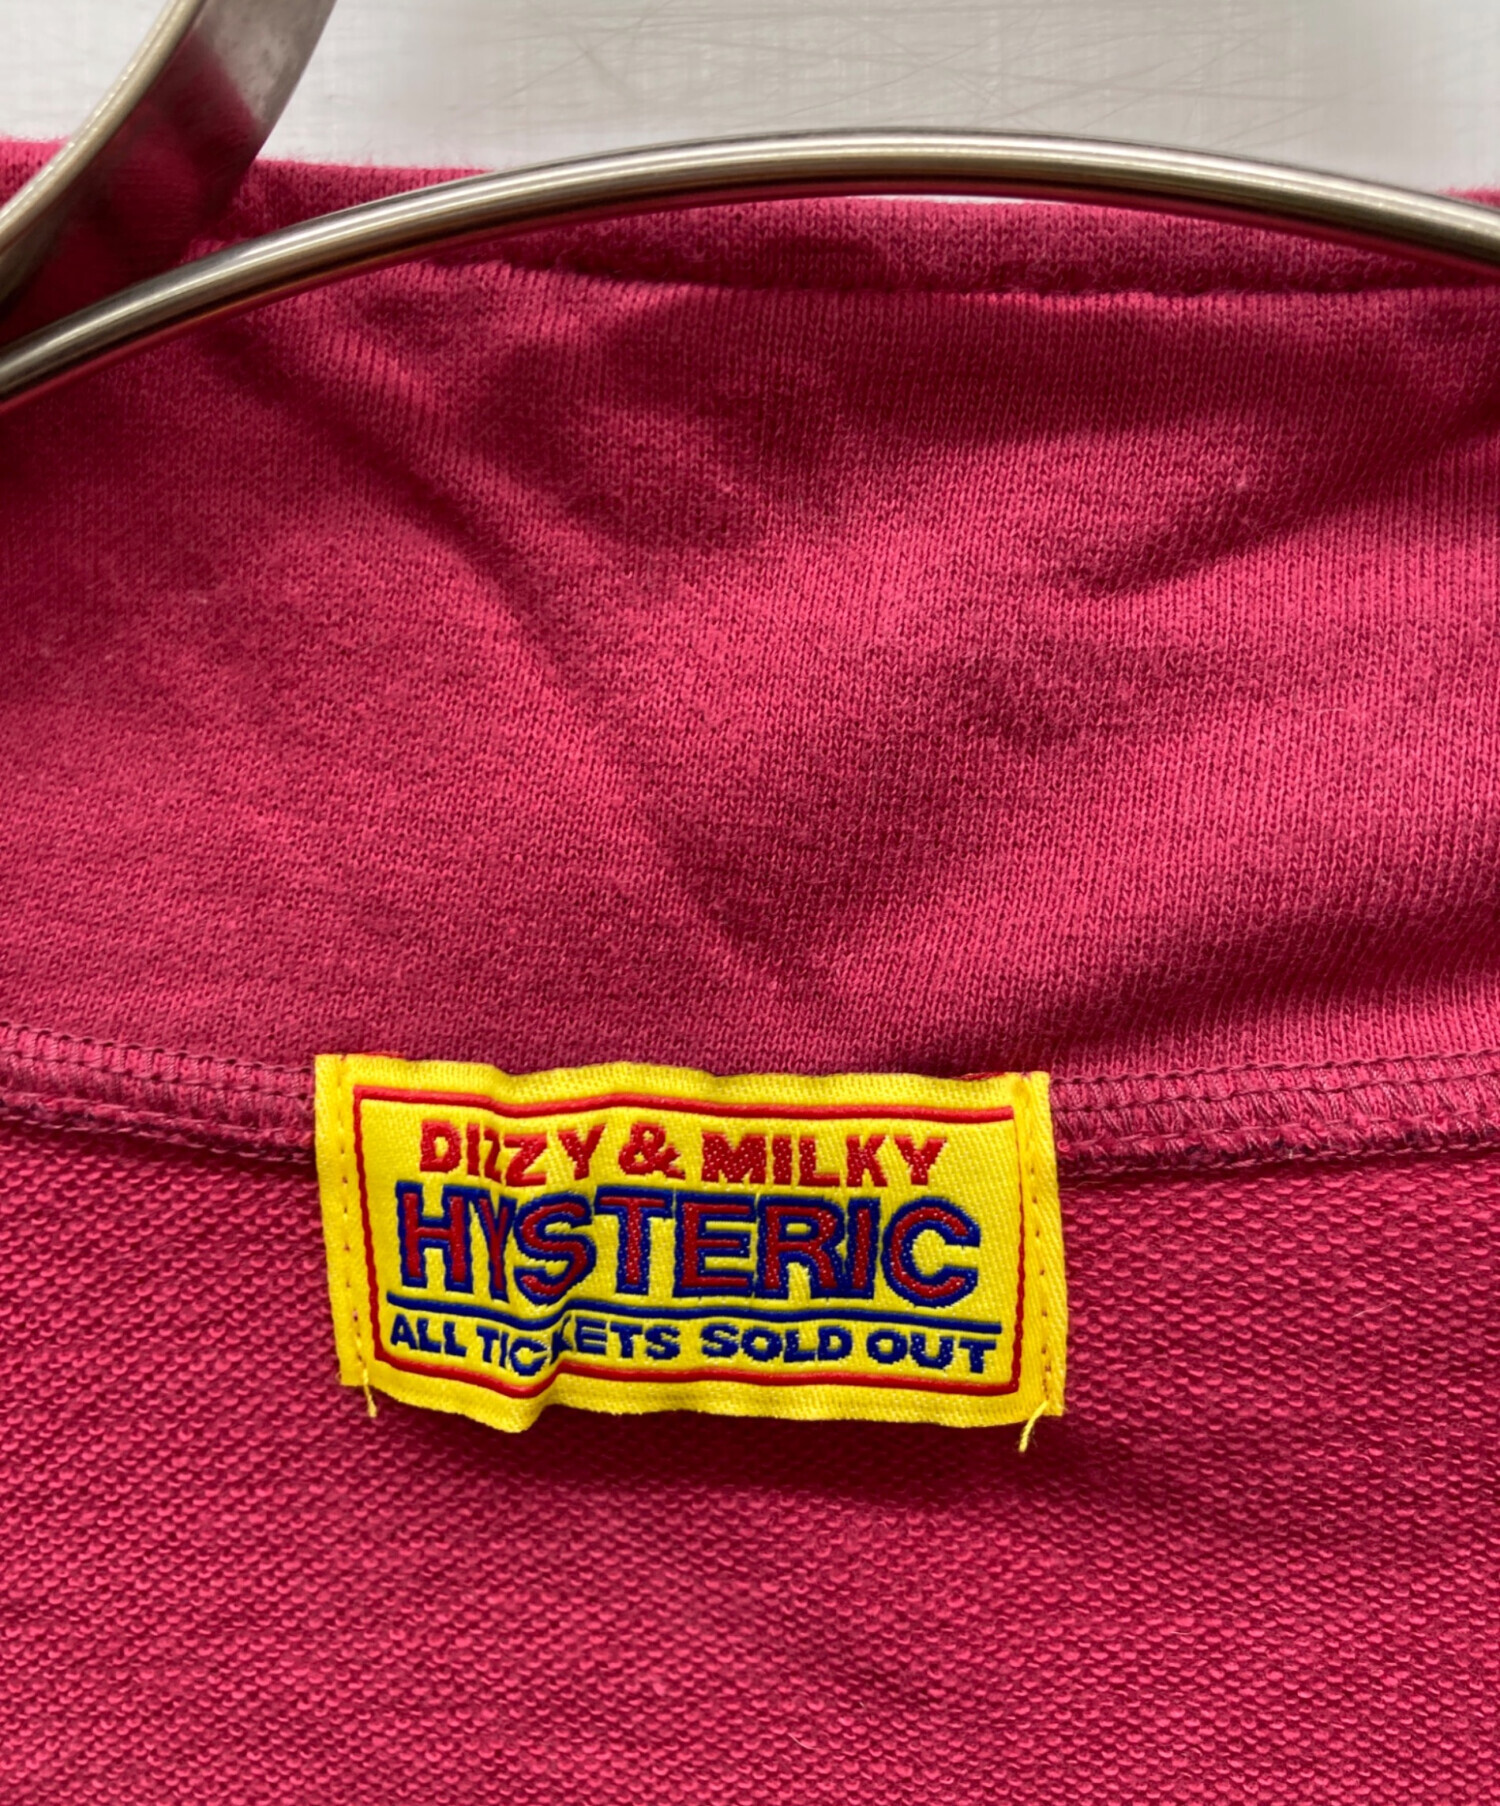 DIZZY & MILKY
HYSTERIC
ALL TICKETS SOLD OUT